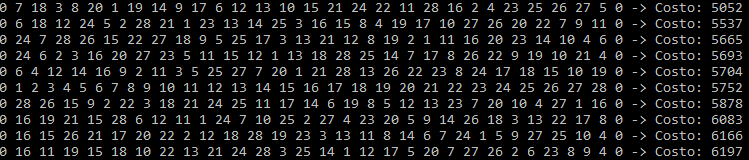 0 7 18 3 8 20 1 19 14 9 17 6 12 13 10 15 21 24 22 11 28 16 2 4 23 25 26 27 5 0 -> Costo: 5052
0 6 18 12 24 5 2 28 21 1 23 13 14 25 3 16 15 8 4 19 17 10 27 26 20 22 7 9 11 0 -> Costo: 5537
0 24 7 28 26 15 22 27 18 9 5 25 17 3 13 21 12 8 19 2 1 11 16 20 23 14 10 4 6 0 -> Costo: 5665
0 24 6 2 3 16 20 27 23 5 11 15 12 1 13 18 28 25 14 7 17 8 26 22 9 19 10 21 4 0 -> Costo: 5693
0 6 4 12 14 16 9 2 11 3 5 25 27 7 20 1 21 28 13 26 22 23 8 24 17 18 15 10 19 0 -> Costo: 5704
0 1 2 3 4 5 6 7 8 9 10 11 12 13 14 15 16 17 18 19 20 21 22 23 24 25 26 27 28 0 -> Costo: 5752
0 28 26 15 9 2 22 3 18 21 24 25 11 17 14 6 19 8 5 12 13 23 7 20 10 4 27 1 16 0 -> Costo: 5878
0 16 19 21 15 28 6 12 11 1 24 7 10 25 2 27 4 23 20 5 9 14 26 18 3 13 22 17 8 0 -> Costo: 6083
0 16 15 26 21 17 20 22 2 12 18 28 19 23 3 13 11 8 14 6 7 24 1 5 9 27 25 10 4 0 -> Costo: 6166
0 16 11 19 15 18 10 22 13 21 24 28 3 25 14 1 12 17 5 20 7 27 26 2 6 23 8 9 4 0 -> Costo: 6197